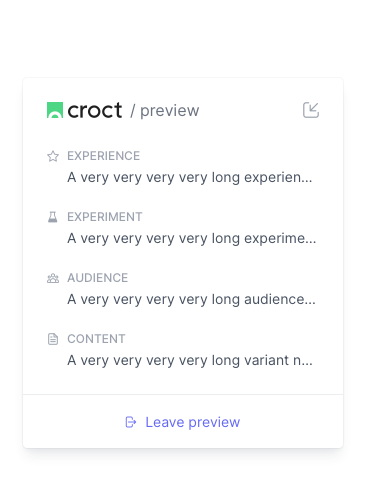 croct / preview
EXPERIENCE
A very very very very long experien...
EXPERIMENT
A very very very very long experime...
AUDIENCE
A very very very very long audience...
CONTENT
A very very very very long variant n...
Leave preview